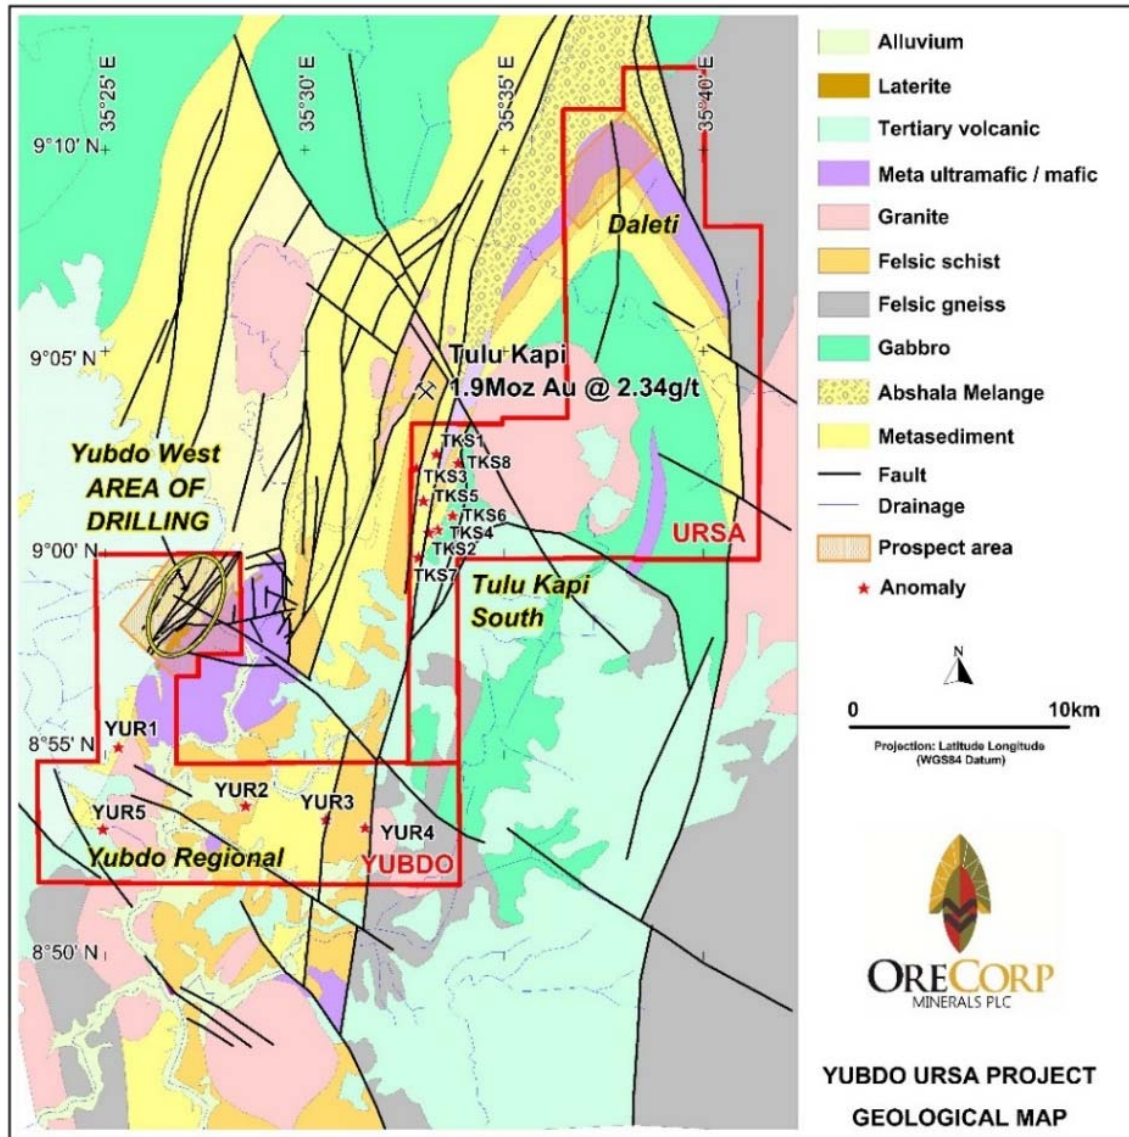 35°25' E
35°30' E
35°35' E
35°40' E
9°10' N
Daleti
9°05' N
Tulu Kapi
1.9Moz Au @ 2.34g/t
Yubdo West
AREA OF
DRILLING
TKS1
TKS8
TKS3
TKS5
TKS6
TKS4
TKS2
TKS7
9°00' N
URSA
Tulu Kapi
South
8°55' N
YUR1
YUR2
YUR3
YUR5
YUR4
Yubdo Regional
YUBDO
8°50' N
Alluvium
Laterite
Tertiary volcanic
Meta ultramafic / mafic
Granite
Felsic schist
Felsic gneiss
Gabbro
Abshala Melange
Metasediment
Fault
Drainage
Prospect area
Anomaly
N
0 10km
Projection: Latitude Longitude
(WGS84 Datum)
ORECORP
MINERALS PLC
YUBDO URSA PROJECT
GEOLOGICAL MAP